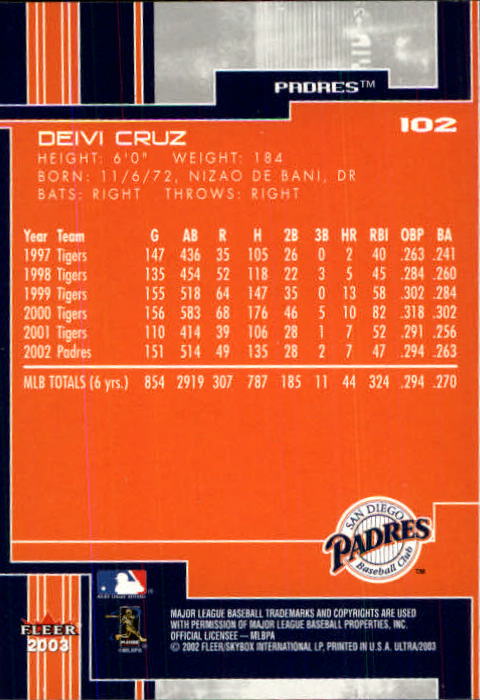 PADRES™
102
DEIVI CRUZ
HEIGHT: 6'0" WEIGHT: 184
BORN: 11/6/72, NIZAO DE BANI, DR
BATS: RIGHT THROWS: RIGHT
Year Team G AB R H 2B 3B HR RBI OBP BA
1997 Tigers 147 436 35 105 26 0 2 40 .263 .241
1998 Tigers 135 454 52 118 22 3 5 45 .284 .260
1999 Tigers 155 518 64 147 35 0 13 58 .302 .284
2000 Tigers 156 583 68 176 46 5 10 82 .318 .302
2001 Tigers 110 414 39 106 28 1 7 52 .291 .256
2002 Padres 151 514 49 135 28 2 7 47 .294 .263
MLB TOTALS (6 yrs.) 854 2919 307 787 185 11 44 324 .294 .270
SAN DIEGO
PADRES
Baseball Club
TM
FLEER
2003
MAJOR LEAGUE BASEBALL TRADEMARKS AND COPYRIGHTS ARE USED
WITH PERMISSION OF MAJOR LEAGUE BASEBALL PROPERTIES, INC.
OFFICIAL LICENSEE — MLBPA
© 2002 FLEER/SKYBOX INTERNATIONAL LP, PRINTED IN U.S.A. ULTRA/2003